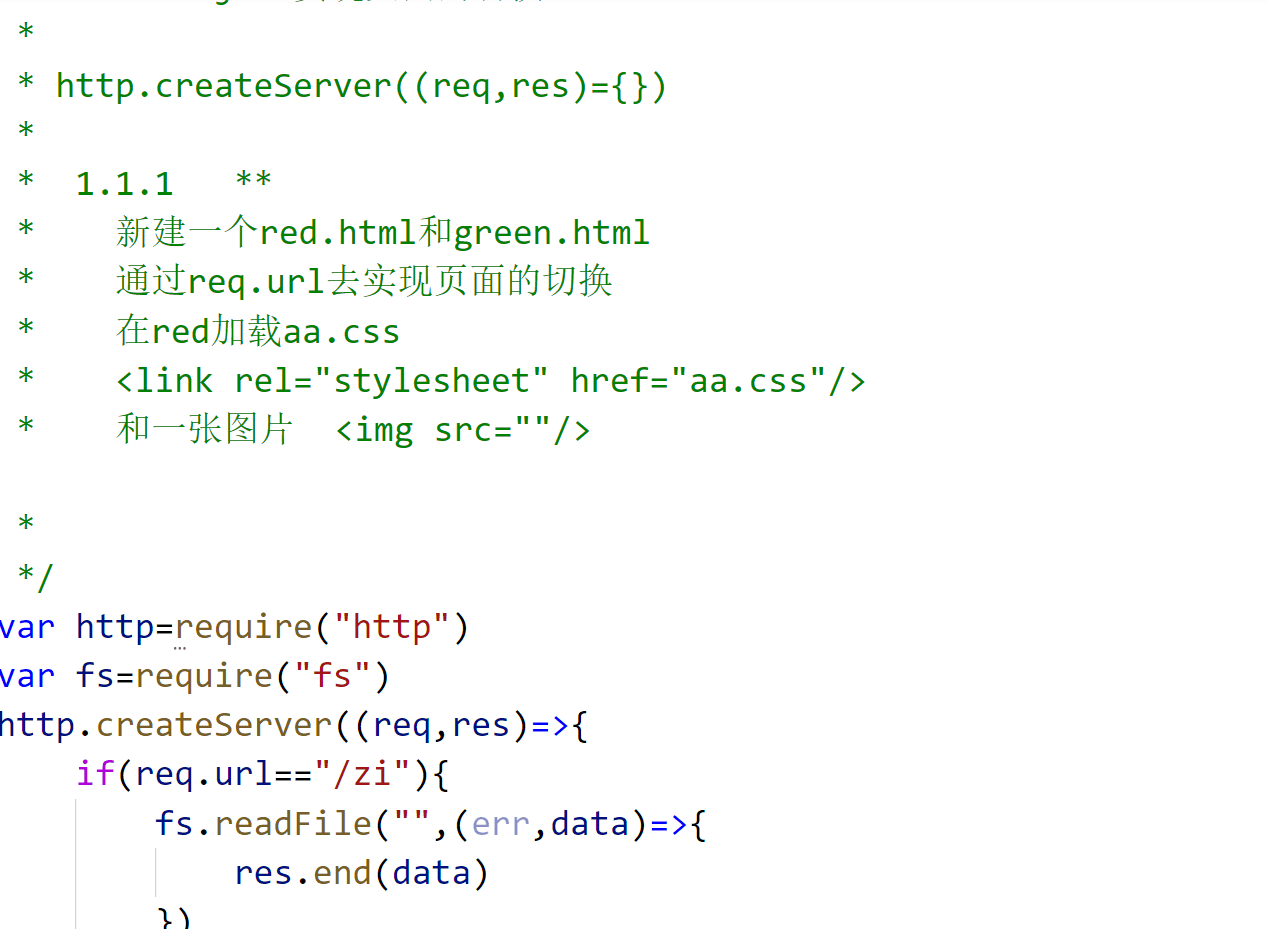 *
* http.createServer((req,res)={})
*
* 1.1.1 **
* 新建一个red.html和green.html
* 通过req.url去实现页面的切换
* 在red加载aa.css
* <link rel="stylesheet" href="aa.css"/>
* 和一张图片 <img src=""/>
*
*/
var http=require("http")
var fs=require("fs")
http.createServer((req,res)=>{
if(req.url=="/zi"){
fs.readFile("",(err,data)=>{
res.end(data)
})